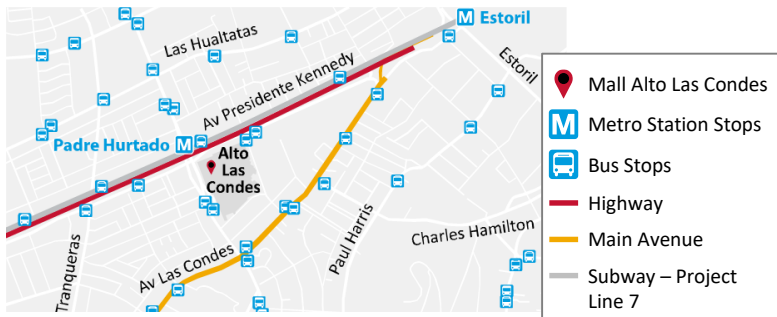 M Estoril
Las Hualtatas
Estoril
Av Presidente Kennedy
Padre Hurtado M
Alto
Las
Condes
Paul Harris
Charles Hamilton
Av Las Condes
Tranqueras
Mall Alto Las Condes
M Metro Station Stops
Bus Stops
Highway
Main Avenue
Subway – Project
Line 7